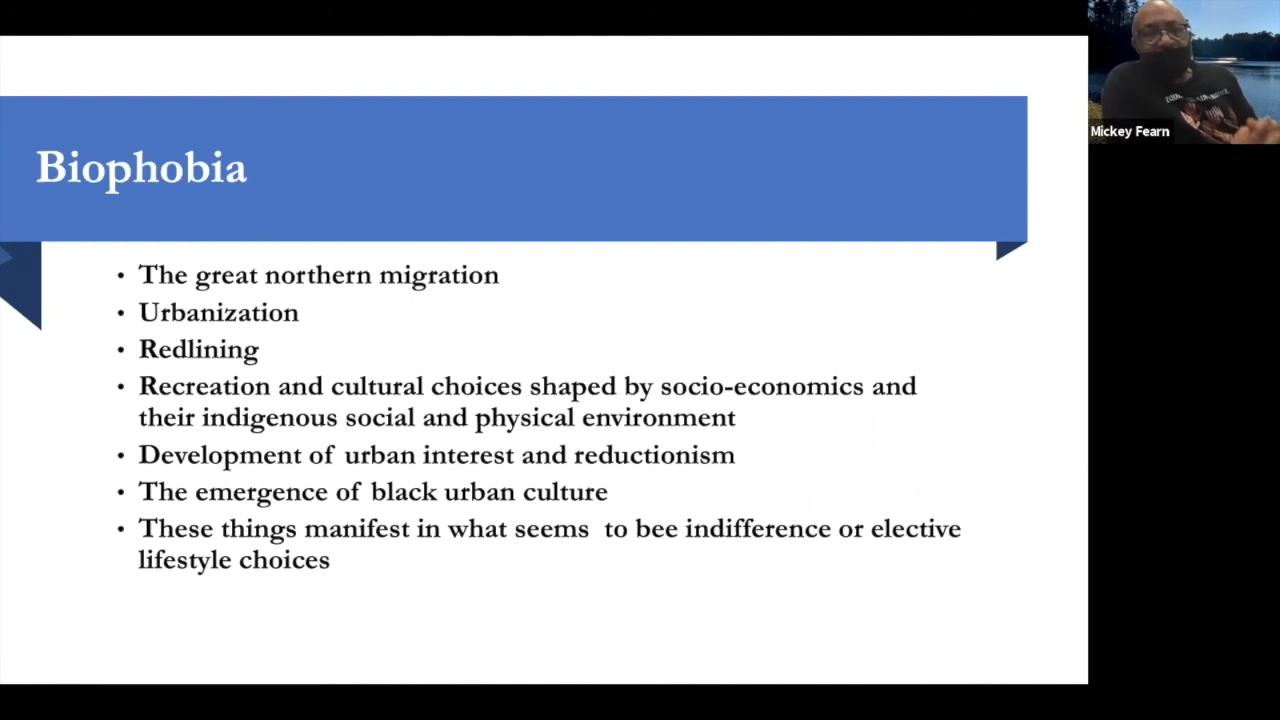 Biophobia
• The great northern migration
• Urbanization
• Redlining
• Recreation and cultural choices shaped by socio-economics and
their indigenous social and physical environment
• Development of urban interest and reductionism
• The emergence of black urban culture
• These things manifest in what seems to bee indifference or elective
lifestyle choices
Mickey Fearn